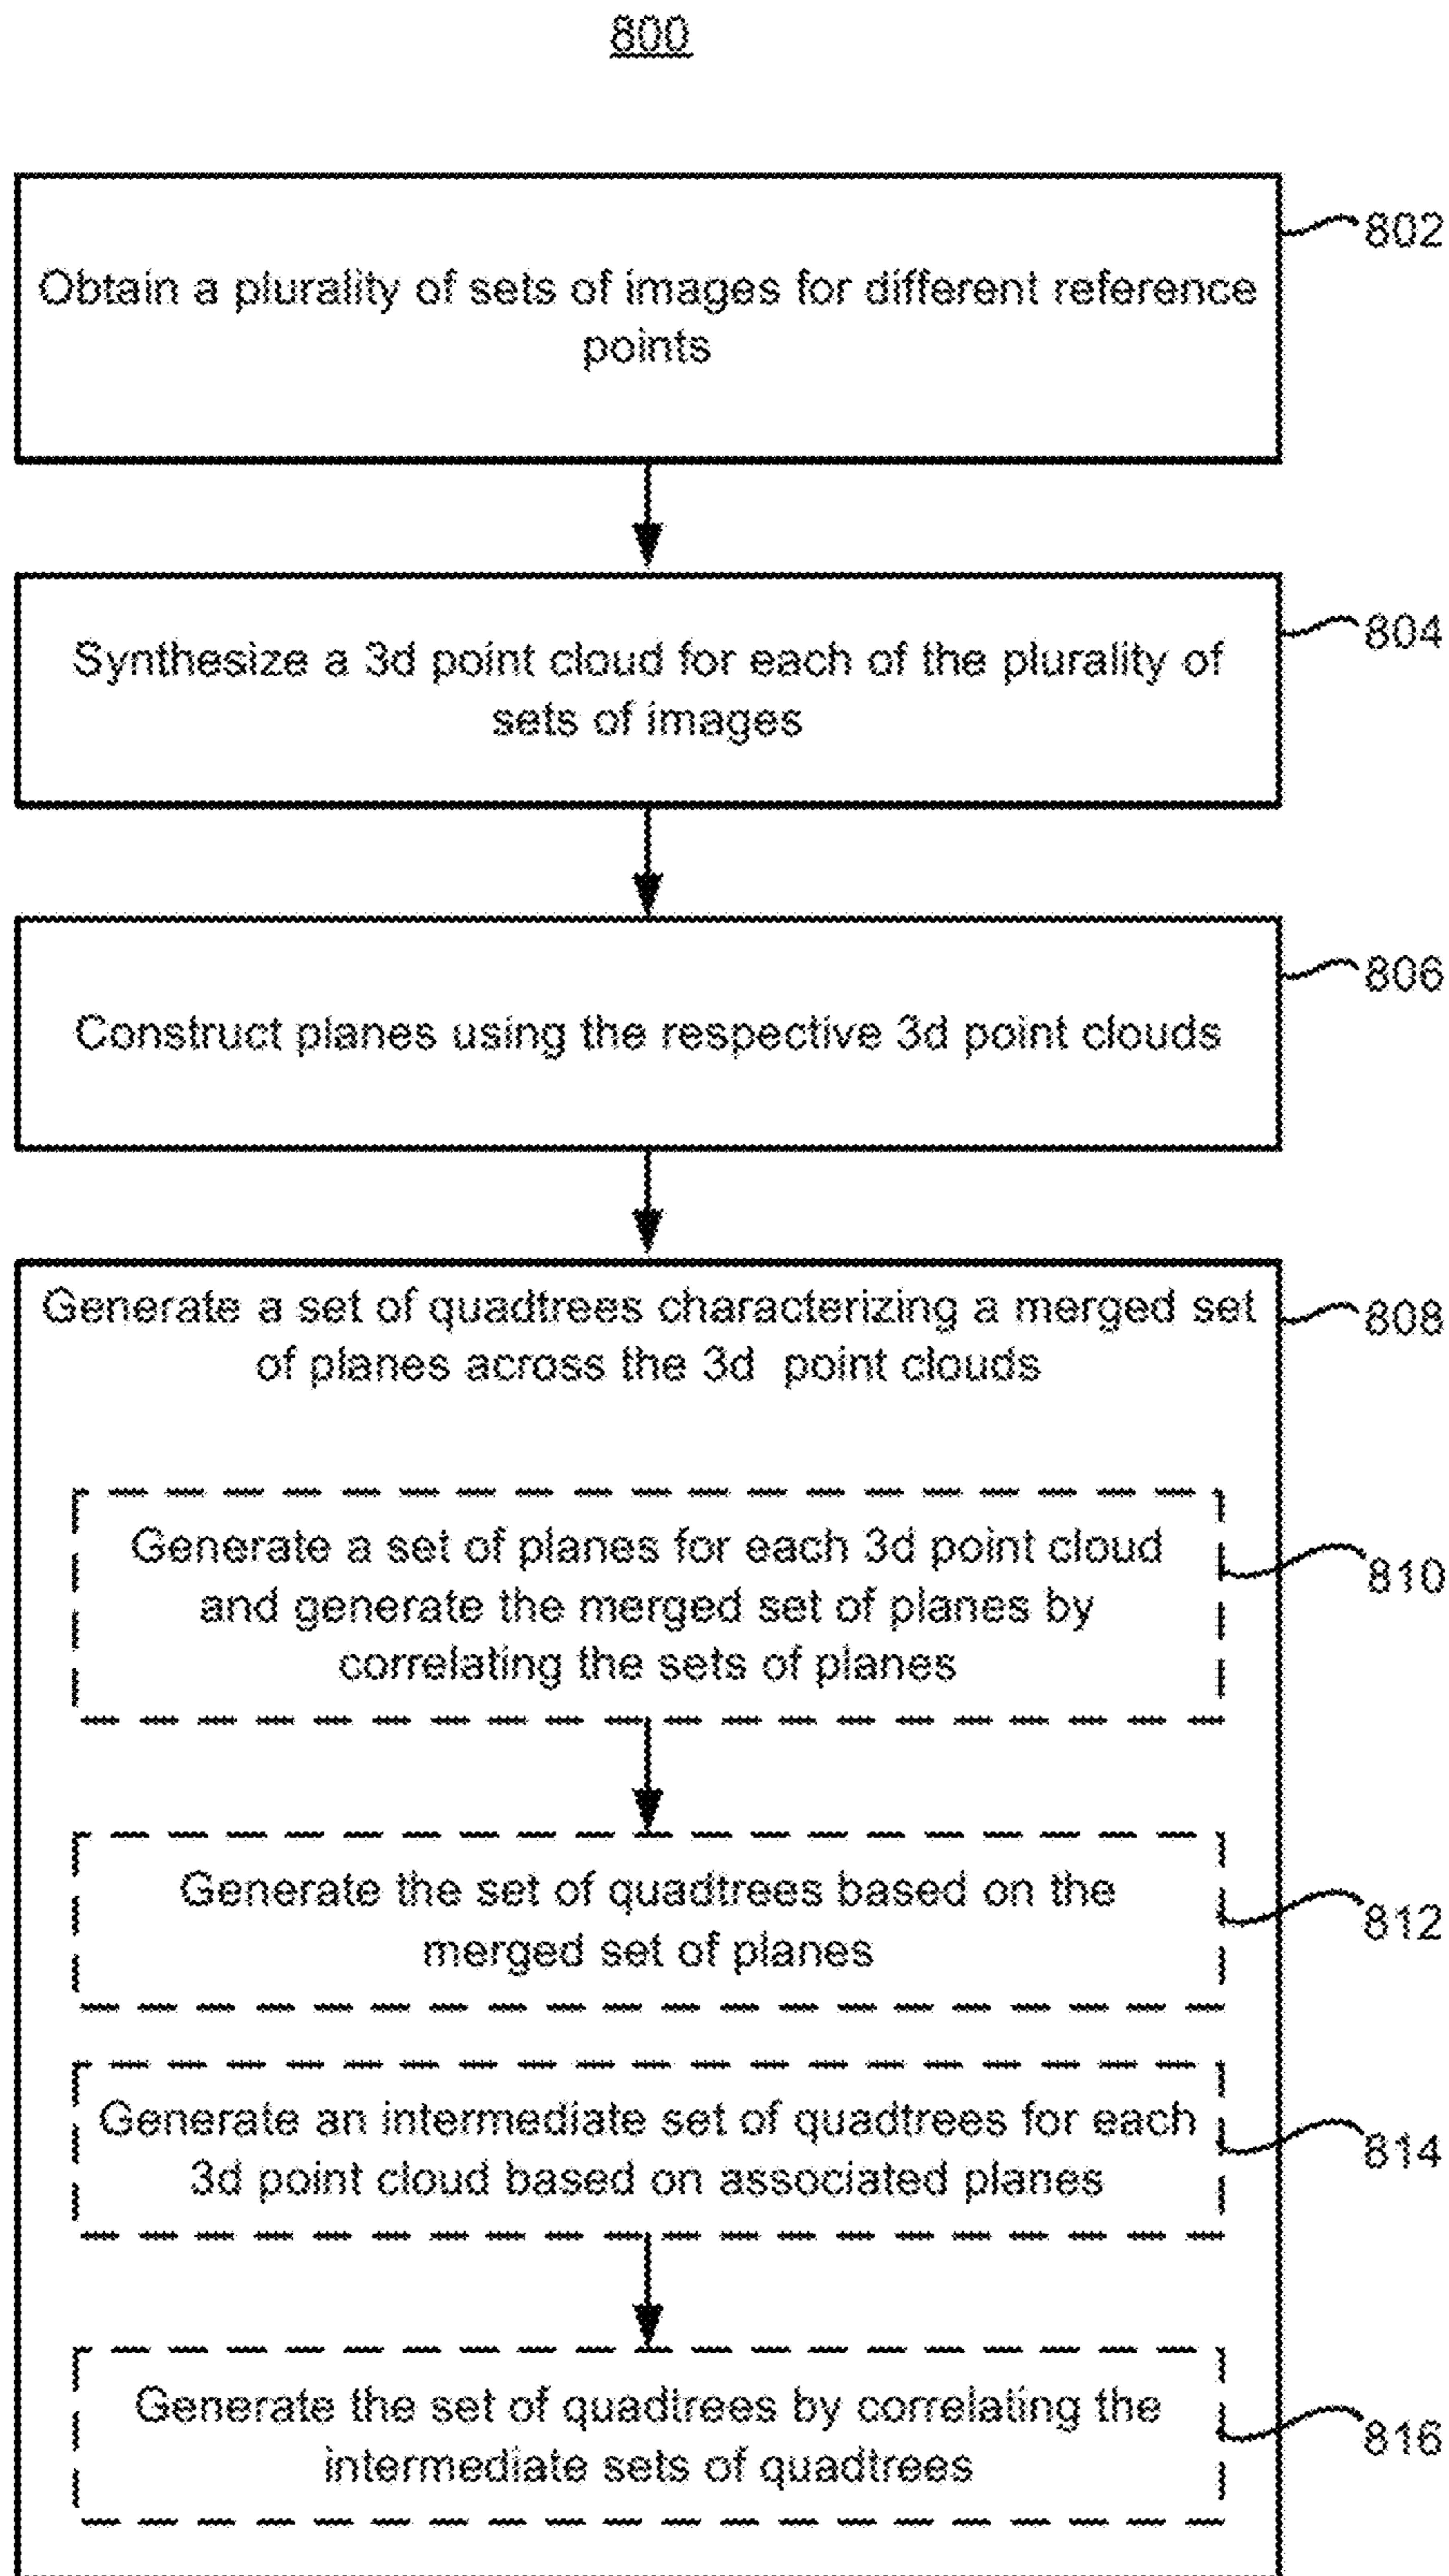 800
Obtain a plurality of sets of images for different reference
points
802
Synthesize a 3d point cloud for each of the plurality of
sets of images
804
Construct planes using the respective 3d point clouds
806
Generate a set of quadtrees characterizing a merged set
of planes across the 3d point clouds
808
Generate a set of planes for each 3d point cloud
and generate the merged set of planes by
correlating the sets of planes
810
Generate the set of quadtrees based on the
merged set of planes
812
Generate an intermediate set of quadtrees for each
3d point cloud based on associated planes
814
Generate the set of quadtrees by correlating the
intermediate sets of quadtrees
816